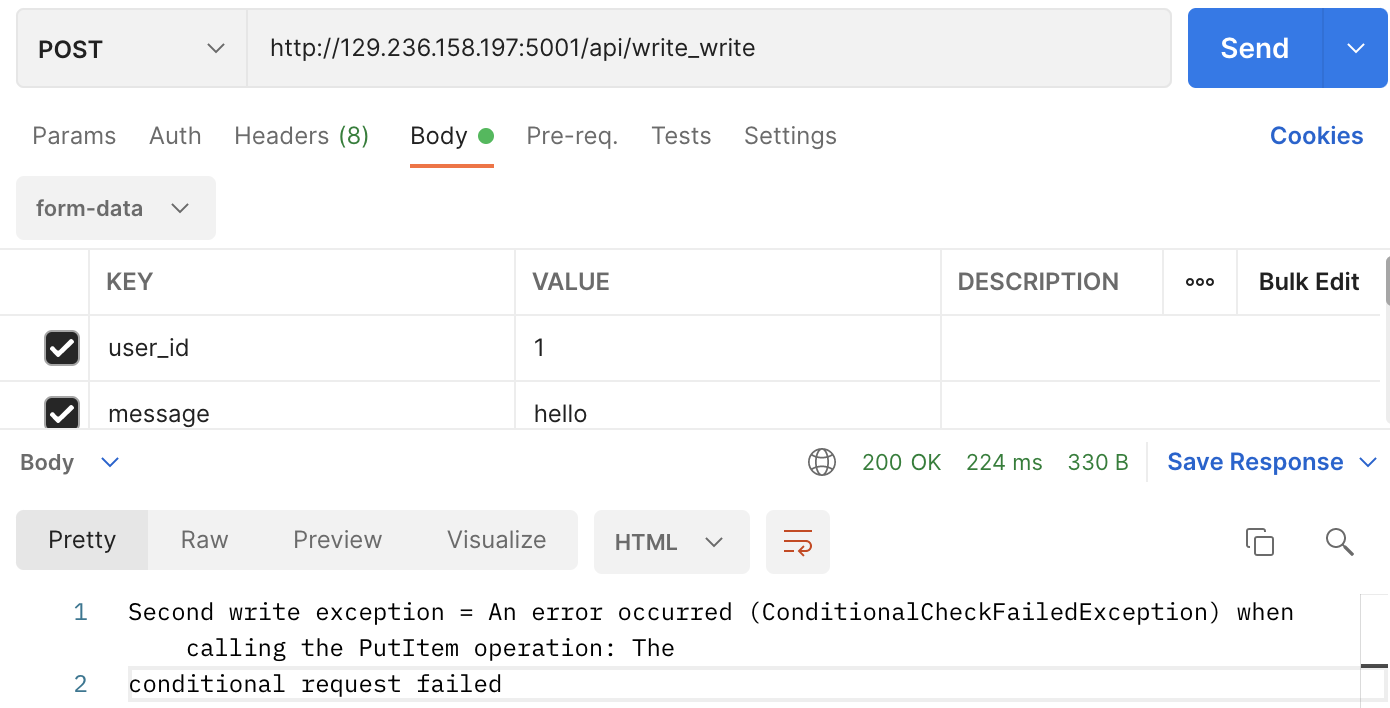 POST http://129.236.158.197:5001/api/write_write Send
Params Auth Headers (8) Body Pre-req. Tests Settings Cookies
form-data
KEY VALUE DESCRIPTION Bulk Edit
user_id 1
message hello
Body 200 OK 224 ms 330 B Save Response
Pretty Raw Preview Visualize HTML
1 Second write exception = An error occurred (ConditionalCheckFailedException) when
calling the PutItem operation: The
2 conditional request failed